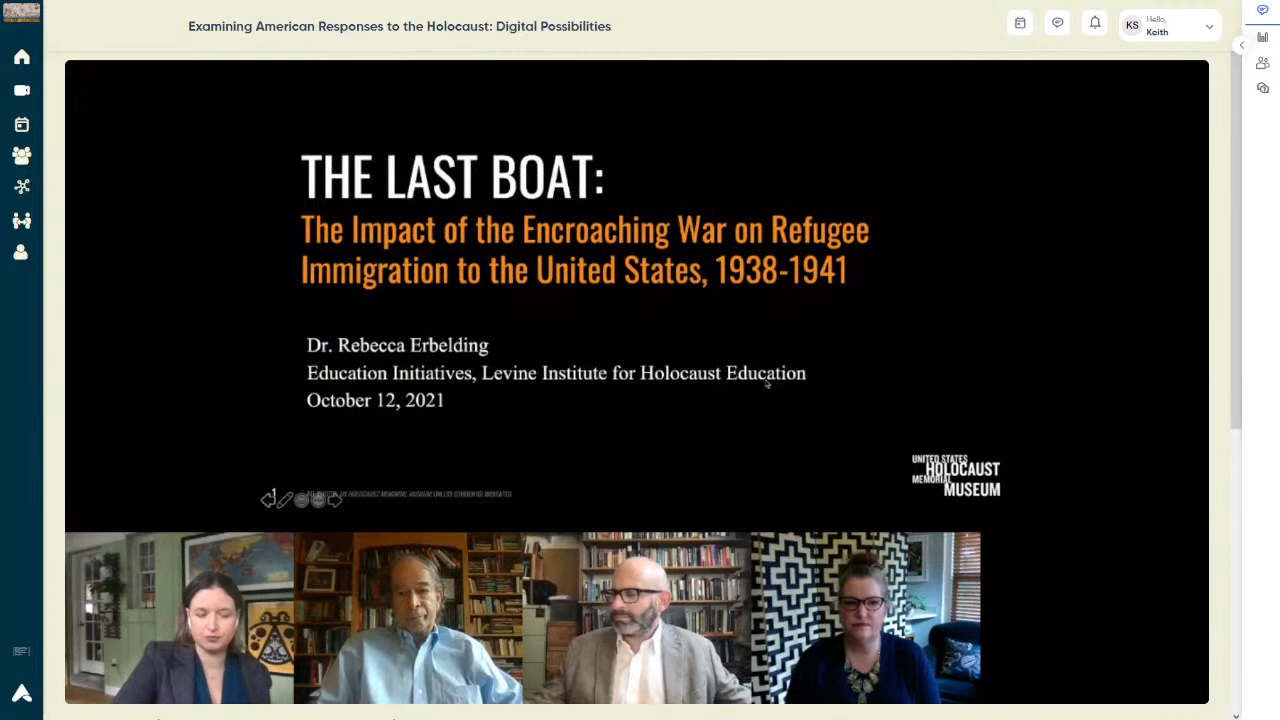 Examining American Responses to the Holocaust: Digital Possibilities
KS
Hello,
Keith
THE LAST BOAT:
The Impact of the Encroaching War on Refugee
Immigration to the United States, 1938-1941
Dr. Rebecca Erbelding
Education Initiatives, Levine Institute for Holocaust Education
October 12, 2021
UNITED STATES
HOLOCAUST
MEMORIAL
MUSEUM